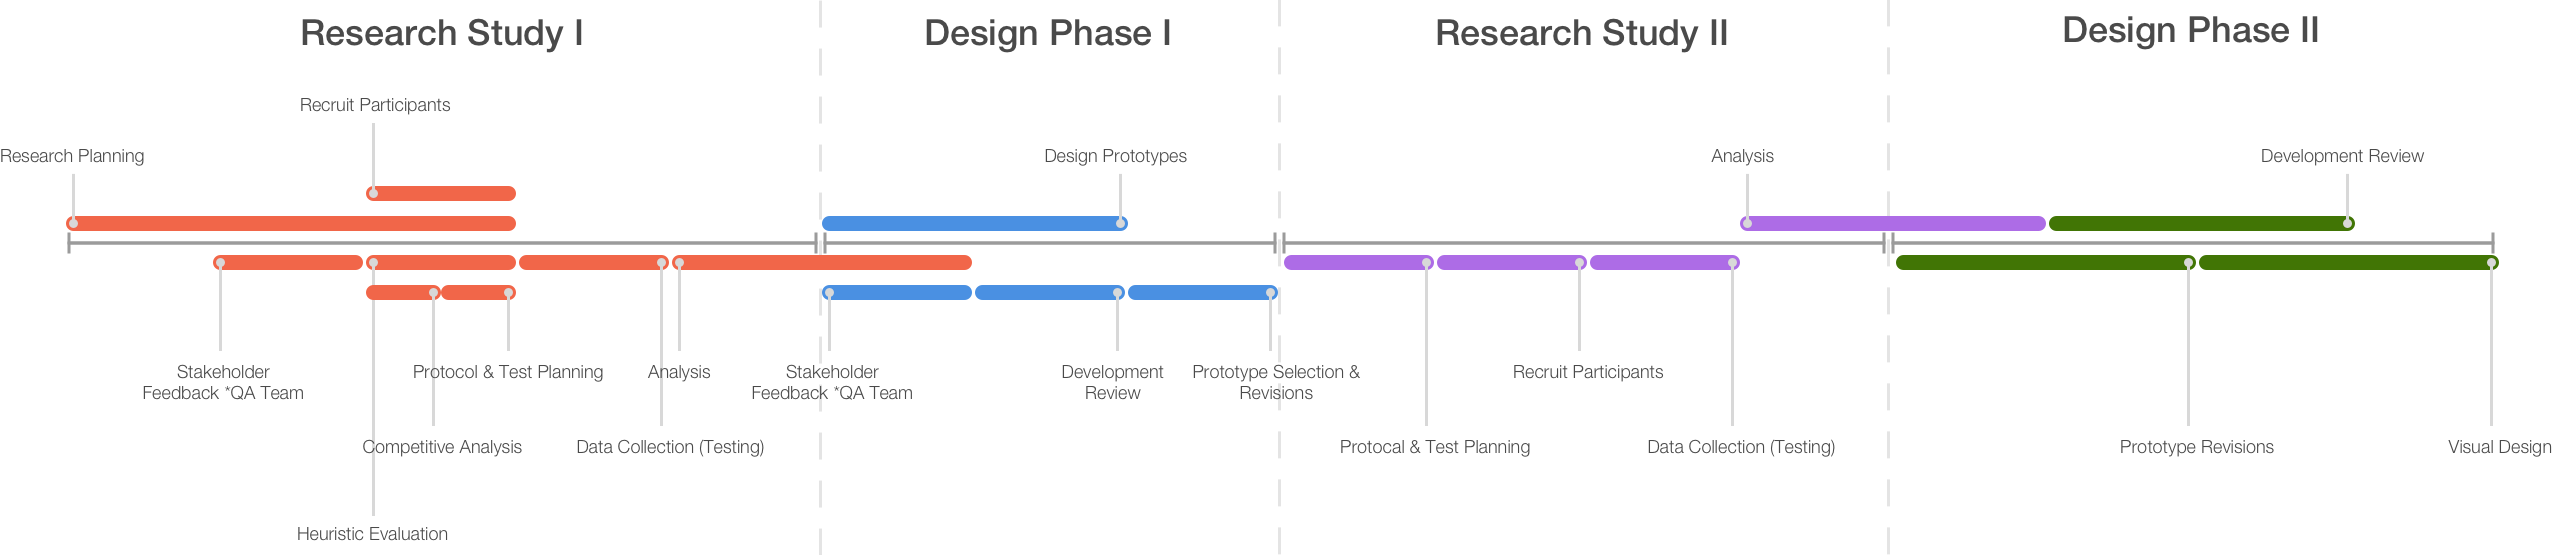 Research Study I
Design Phase I
Research Study II
Design Phase II
Recruit Participants
Research Planning
Design Prototypes
Analysis
Development Review
Stakeholder
Feedback *QA Team
Protocol & Test Planning
Analysis
Stakeholder
Feedback *QA Team
Development
Review
Prototype Selection &
Revisions
Recruit Participants
Competitive Analysis
Data Collection (Testing)
Protocal & Test Planning
Data Collection (Testing)
Prototype Revisions
Visual Design
Heuristic Evaluation